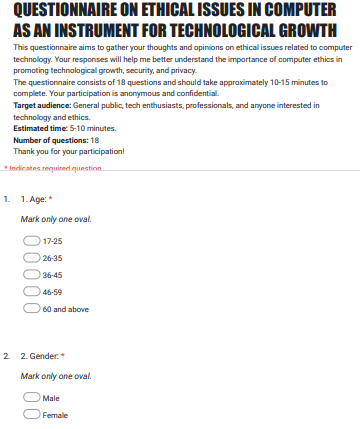 QUESTIONNAIRE ON ETHICAL ISSUES IN COMPUTER
AS AN INSTRUMENT FOR TECHNOLOGICAL GROWTH
This questionnaire aims to gather your thoughts and opinions on ethical issues related to computer
technology. Your responses will help me better understand the importance of computer ethics in
promoting technological growth, security, and privacy.
The questionnaire consists of 18 questions and should take approximately 10-15 minutes to
complete. Your participation is anonymous and confidential.
Target audience: General public, tech enthusiasts, professionals, and anyone interested in
technology and ethics.
Estimated time: 5-10 minutes.
Number of questions: 18
Thank you for your participation!
* Indicates required question
1. 1. Age: *
Mark only one oval.
17-25
26-35
36-45
46-59
60 and above
2. 2. Gender: *
Mark only one oval.
Male
Female